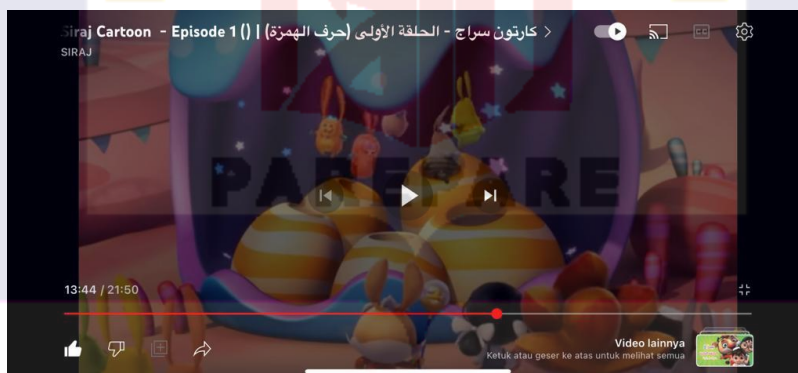 Siraj Cartoon - Episode 1 () | (كارتون سراج - الحلقة الأولى (حرف الهمزة
SIRAJ
PAREPARE
13:44 / 21:50
Video lainnya
Ketuk atau geser ke atas untuk melihat semua